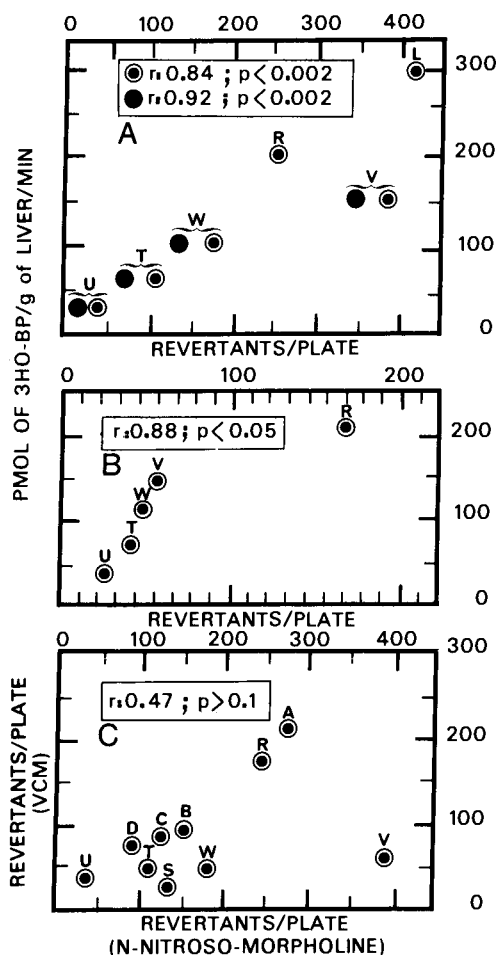 0 100 200 300 400
r=0.84 ; p<0.002
r=0.92 ; p<0.002
A
L
R
V
W
T
U
300
200
100
0
REVERTANTS/PLATE
PMOL OF 3HO-BP/g of LIVER/MIN
0 100 200
r=0.88; p<0.05
B
R
V
W
T
U
200
100
0
REVERTANTS/PLATE
0 100 200 300 400
r=0.47 ; p>0.1
C
A
R
D C B
U T S W V
300
200
100
0
REVERTANTS/PLATE
(VCM)
REVERTANTS/PLATE
(N-NITROSO-MORPHOLINE)